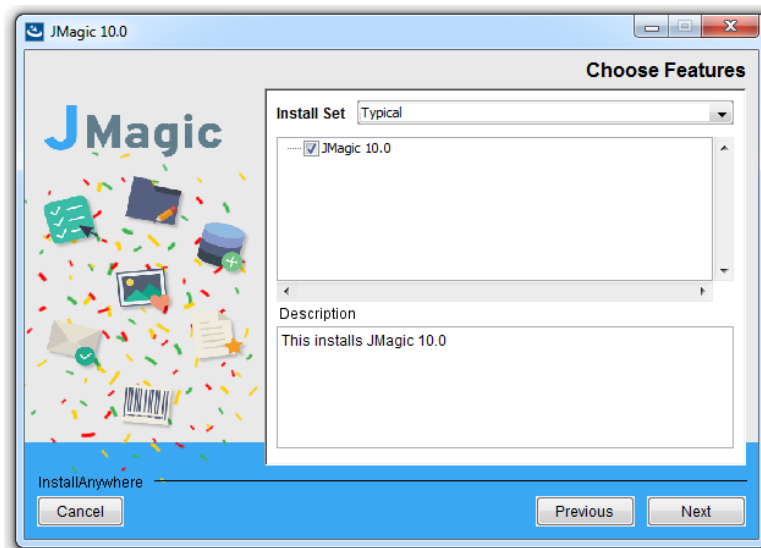 JMagic 10.0
Choose Features
JMagic
Install Set Typical
JMagic 10.0
Description
This installs JMagic 10.0
InstallAnywhere
Cancel Previous Next